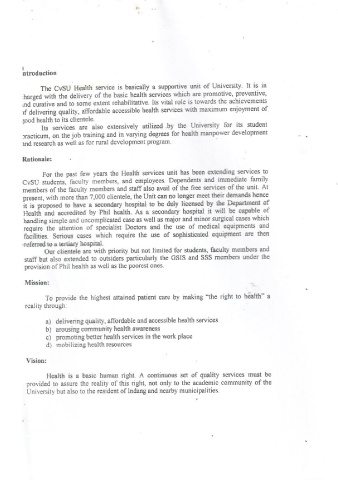 ntroduction
The CvSU Health service is basically a supportive unit of University. It is in
harged with the delivery of the basic health services which are promotive, preventive,
nd curative and to some extent rehabilitative. Its vital role is towards the achievements
of delivering quality, affordable accessible health services with maximum enjoyment of
good health to its clientele.
Its services are also extensively utilized by the University for its student
practicum, on the job training and in varying degrees for health manpower development
and research as well as for rural development program.
Rationale:
For the past few years the Health services unit has been extending services to
CvSU students, faculty members, and employees. Dependents and immediate family
members of the faculty members and staff also avail of the free services of the unit. At
present, with more than 7,000 clientele, the Unit can no longer meet their demands hence
it is proposed to have a secondary hospital to be duly licensed by the Department of
Health and accredited by Phil health. As a secondary hospital it will be capable of
handling simple and uncomplicated case as well as major and minor surgical cases which
require the attention of specialist Doctors and the use of medical equipments and
facilities. Serious cases which require the use of sophisticated equipment are then
referred to a tertiary hospital.
Our clientele are with priority but not limited for students, faculty members and
staff but also extended to outsiders particularly the GSIS and SSS members under the
provision of Phil health as well as the poorest ones.
Mission:
To provide the highest attained patient care by making "the right to health" a
reality through:
a) delivering quality, affordable and accessible health services
b) arousing community health awareness
c) promoting better health services in the work place
d) mobilizing health resources
Vision:
Health is a basic human right. A continuous set of quality services must be
provided to assure the reality of this right, not only to the academic community of the
University but also to the resident of Indang and nearby municipalities.